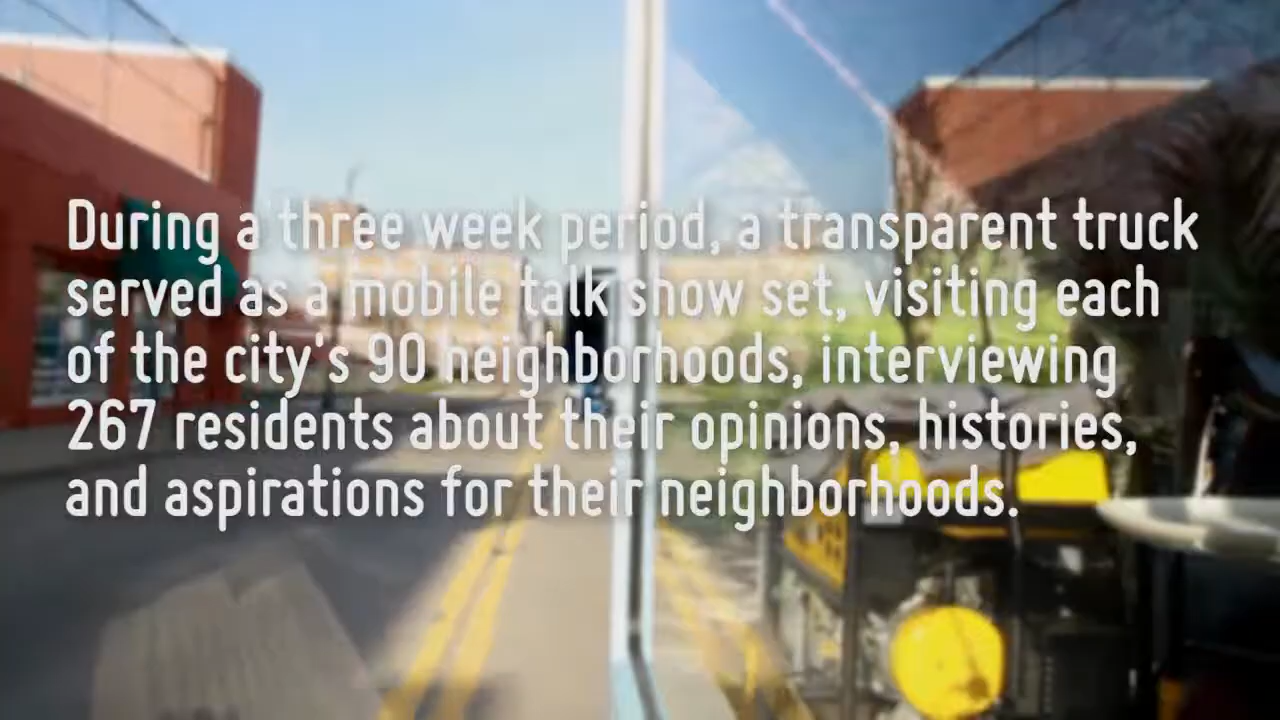 During a three week period, a transparent truck
served as a mobile talk show set, visiting each
of the city's 90 neighborhoods, interviewing
267 residents about their opinions, histories,
and aspirations for their neighborhoods.